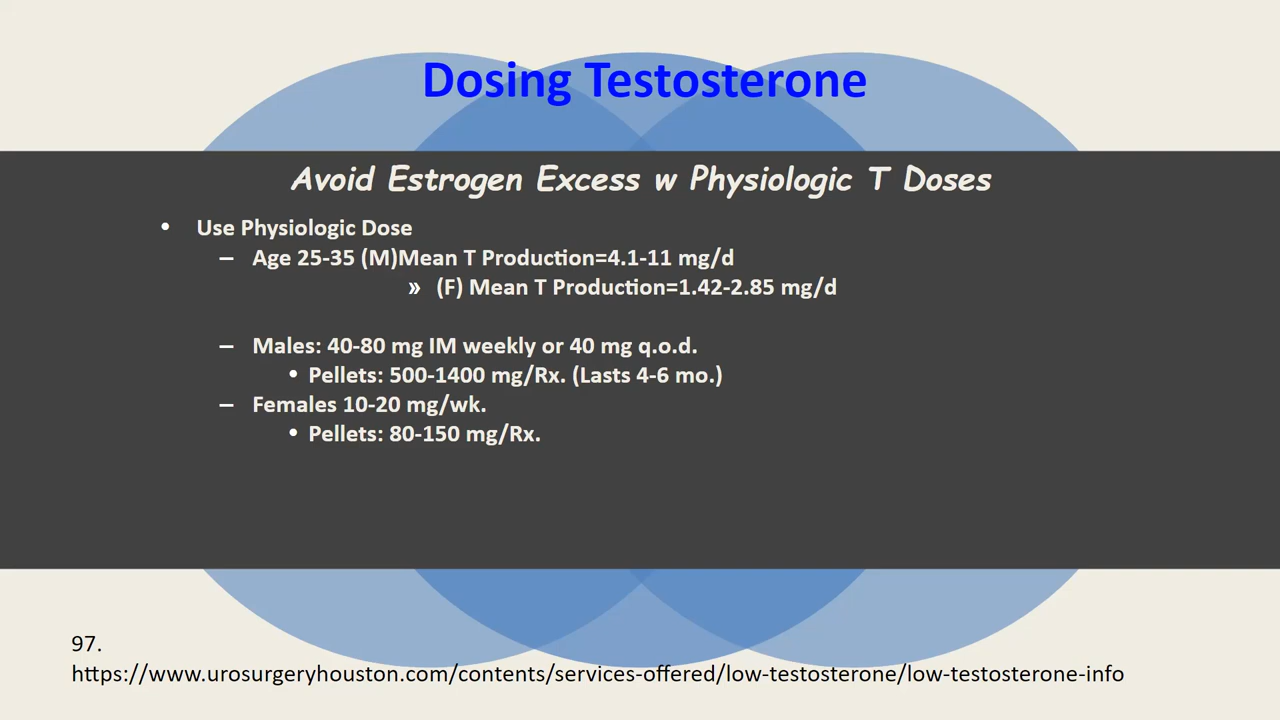 Dosing Testosterone
Avoid Estrogen Excess w Physiologic T Doses
• Use Physiologic Dose
– Age 25-35 (M)Mean T Production=4.1-11 mg/d
» (F) Mean T Production=1.42-2.85 mg/d
– Males: 40-80 mg IM weekly or 40 mg q.o.d.
• Pellets: 500-1400 mg/Rx. (Lasts 4-6 mo.)
– Females 10-20 mg/wk.
• Pellets: 80-150 mg/Rx.
97.
https://www.urosurgeryhouston.com/contents/services-offered/low-testosterone/low-testosterone-info